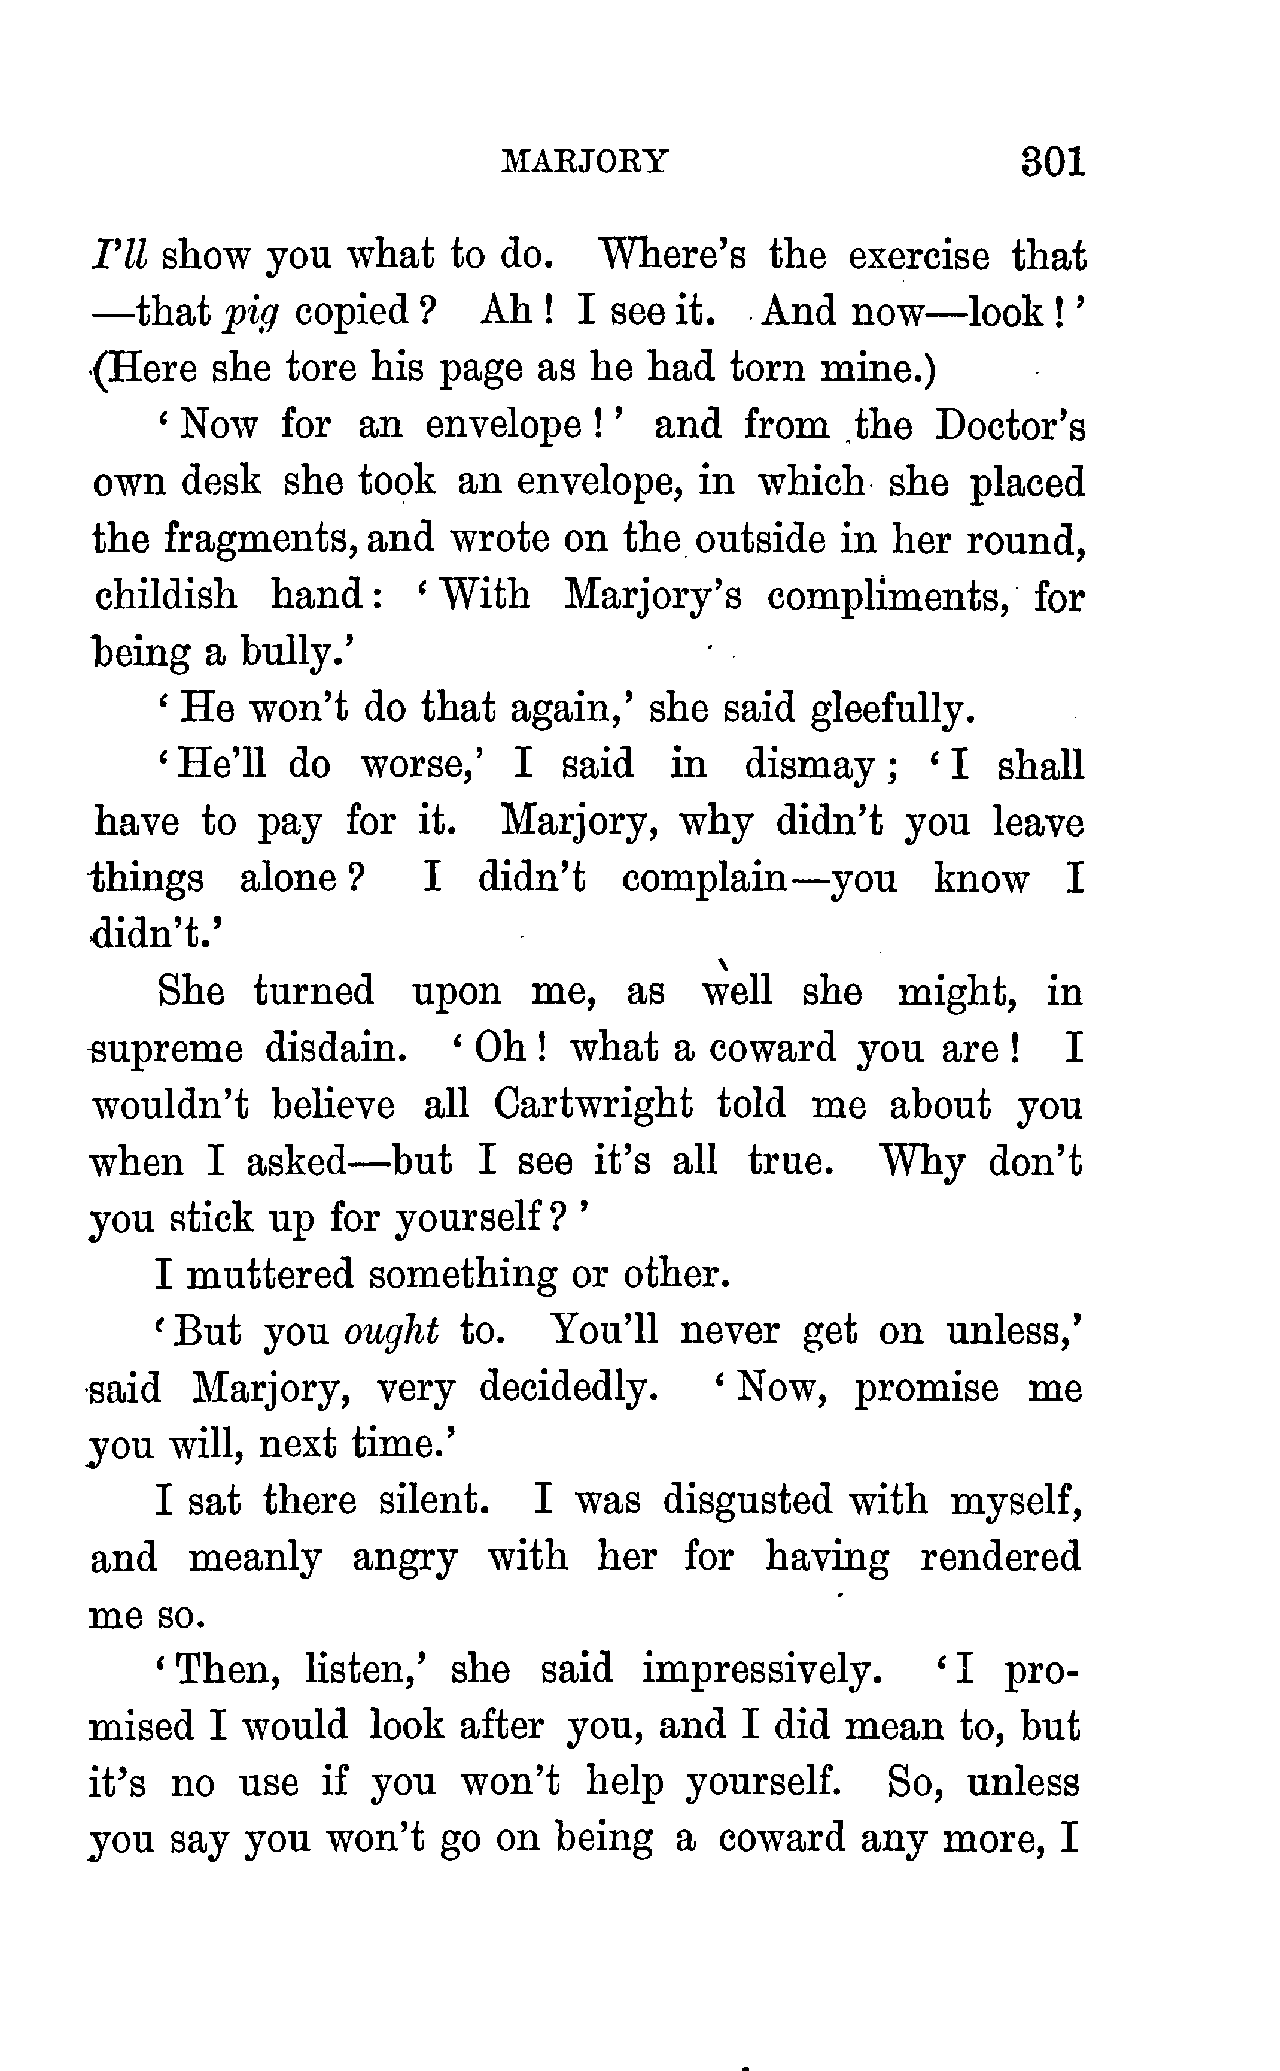 MARJORY 301
I'll show you what to do. Where's the exercise that
—that pig copied? Ah! I see it. And now—look!'
(Here she tore his page as he had torn mine.)
'Now for an envelope!' and from the Doctor's
own desk she took an envelope, in which she placed
the fragments, and wrote on the outside in her round,
childish hand: 'With Marjory's compliments, for
being a bully.'
'He won't do that again,' she said gleefully.
'He'll do worse,' I said in dismay; 'I shall
have to pay for it. Marjory, why didn't you leave
things alone? I didn't complain—you know I
didn't.'
She turned upon me, as well she might, in
supreme disdain. 'Oh! what a coward you are! I
wouldn't believe all Cartwright told me about you
when I asked—but I see it's all true. Why don't
you stick up for yourself?'
I muttered something or other.
'But you ought to. You'll never get on unless,'
said Marjory, very decidedly. 'Now, promise me
you will, next time.'
I sat there silent. I was disgusted with myself,
and meanly angry with her for having rendered
me so.
'Then, listen,' she said impressively. 'I pro-
mised I would look after you, and I did mean to, but
it's no use if you won't help yourself. So, unless
you say you won't go on being a coward any more, I